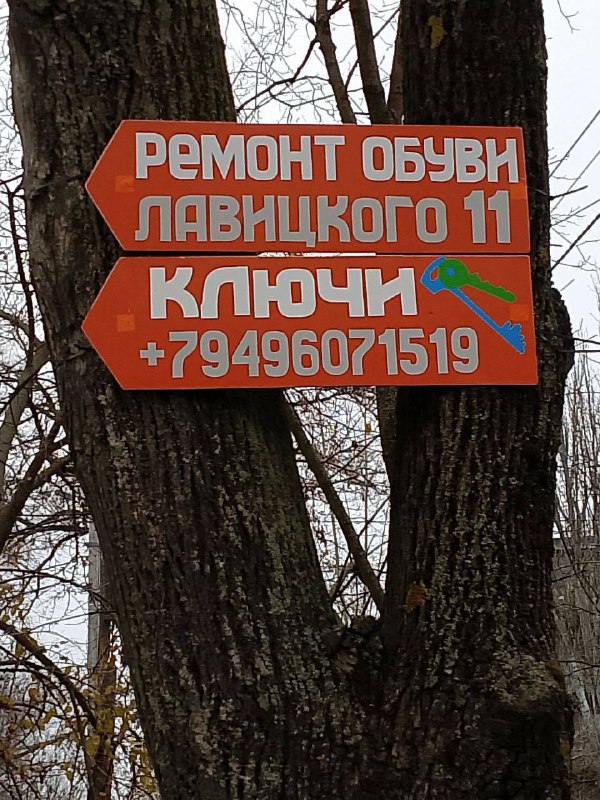 РЕМОНТ ОБУВИ
ЛАВИЦКОГО 11
КЛЮЧИ
+79496071519